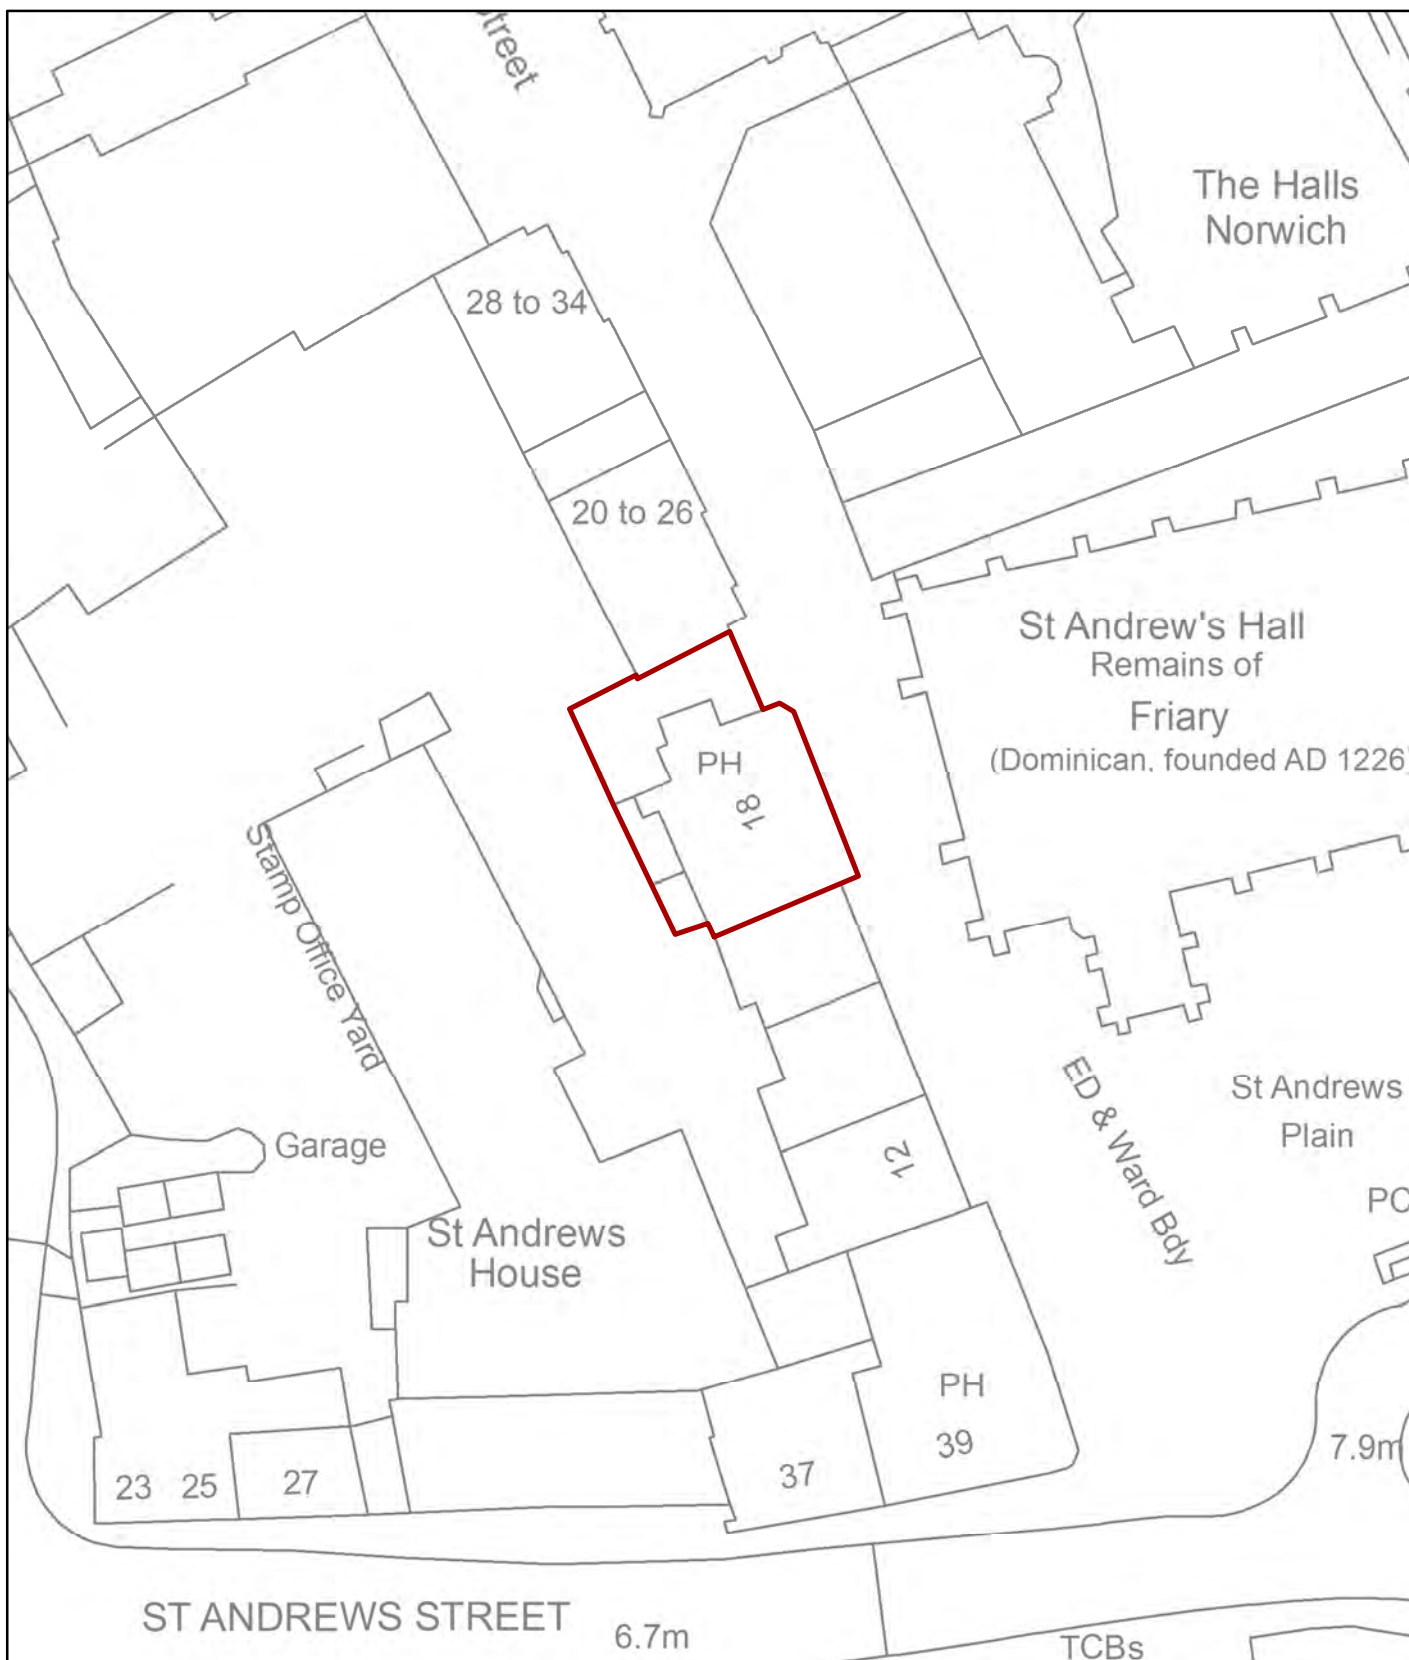 Street
The Halls
Norwich
28 to 34
20 to 26
St Andrew's Hall
Remains of
Friary
(Dominican, founded AD 1226)
PH
18
Stamp Office Yard
ED & Ward Bdy
St Andrews
Plain
12
Garage
PC
St Andrews
House
PH
39
7.9m
37
23
25
27
ST ANDREWS STREET
6.7m
TCBs